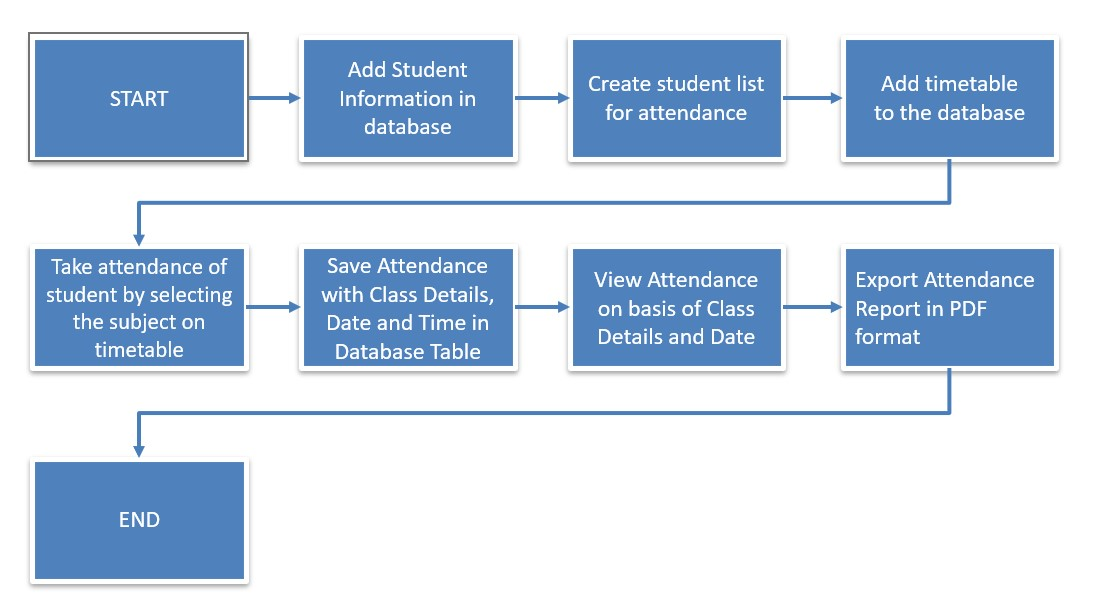 START
Add Student
Information in
database
Create student list
for attendance
Add timetable
to the database
Take attendance of
student by selecting
the subject on
timetable
Save Attendance
with Class Details,
Date and Time in
Database Table
View Attendance
on basis of Class
Details and Date
Export Attendance
Report in PDF
format
END